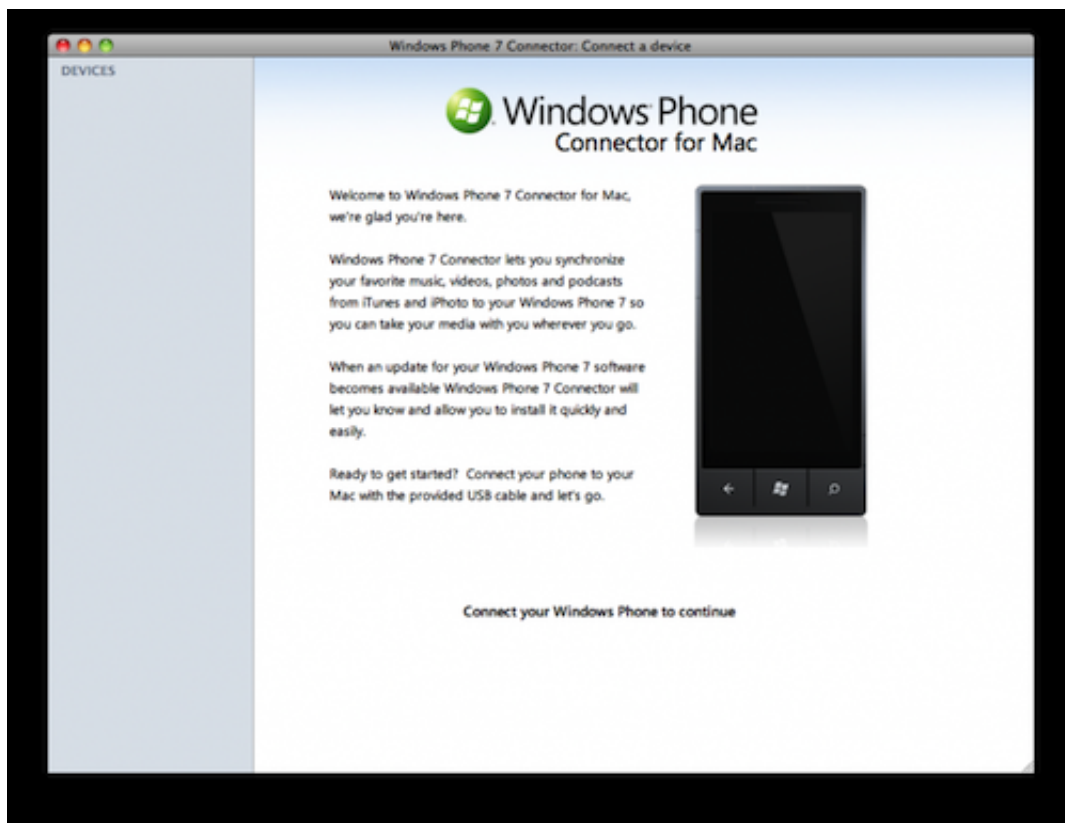 Windows Phone 7 Connector: Connect a device
DEVICES
Windows Phone
Connector for Mac
Welcome to Windows Phone 7 Connector for Mac,
we're glad you're here.
Windows Phone 7 Connector lets you synchronize
your favorite music, videos, photos and podcasts
from iTunes and iPhoto to your Windows Phone 7 so
you can take your media with you wherever you go.
When an update for your Windows Phone 7 software
becomes available Windows Phone 7 Connector will
let you know and allow you to install it quickly and
easily.
Ready to get started?  Connect your phone to your
Mac with the provided USB cable and let's go.
Connect your Windows Phone to continue